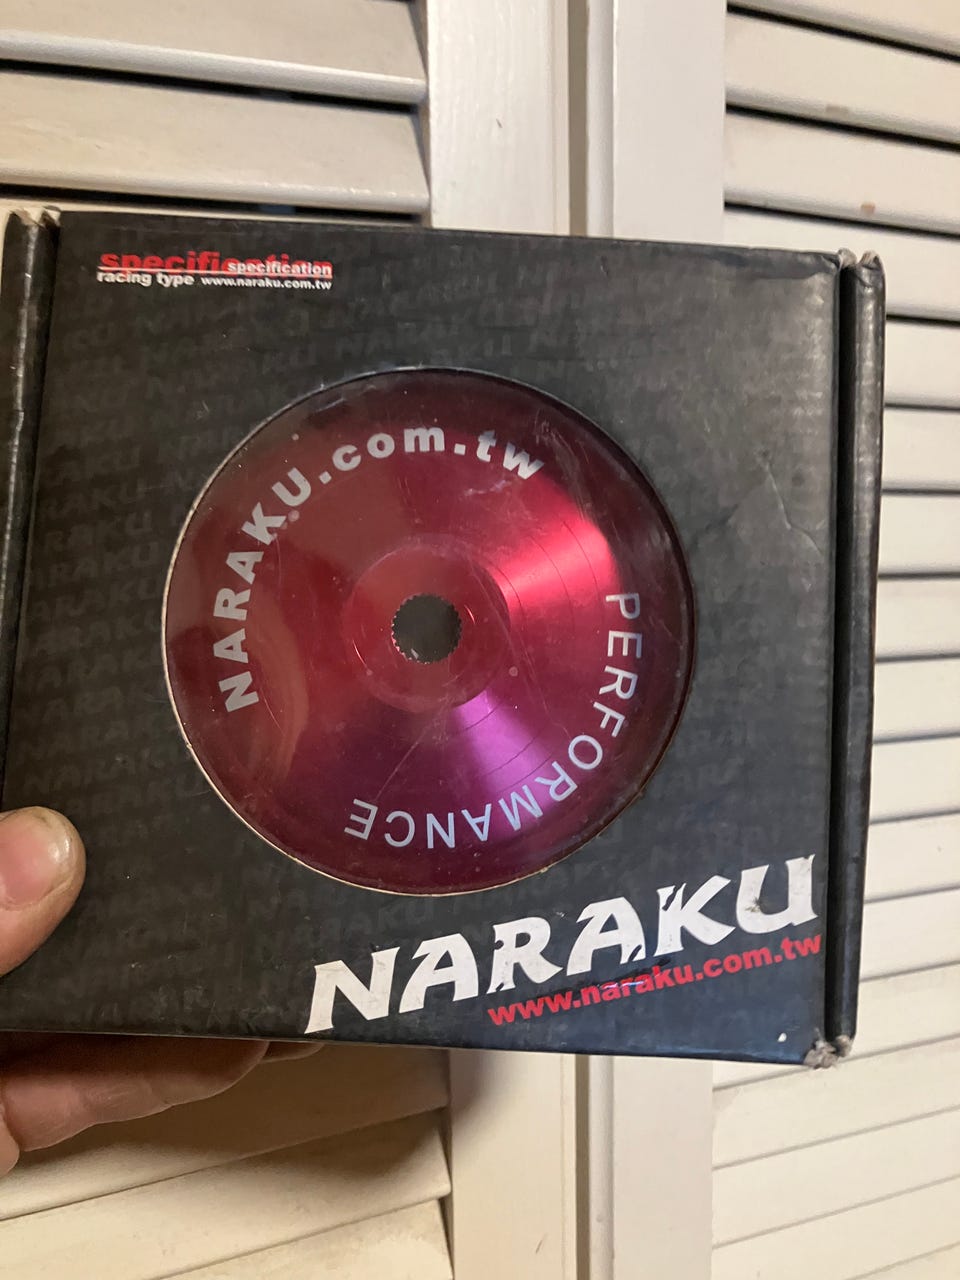 specification
specification
racing type www.naraku.com.tw
NARAKU.com.tw
PERFORMANCE
NARAKU
www.naraku.com.tw